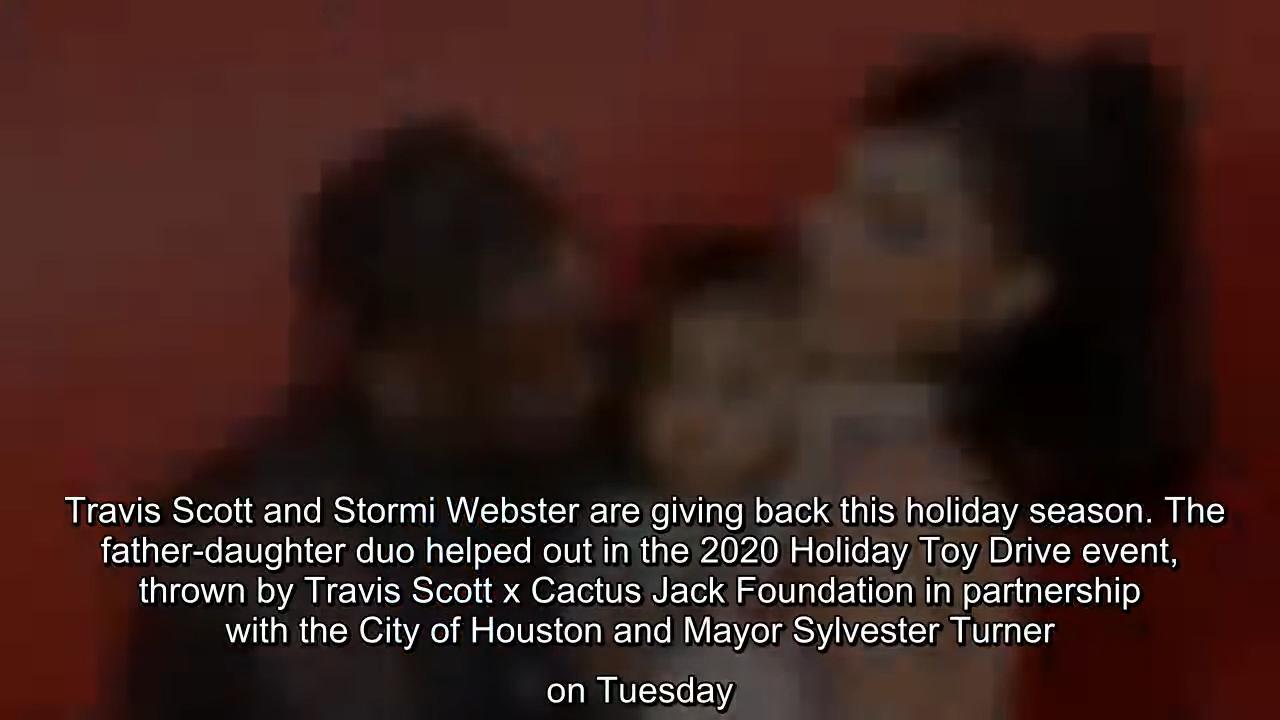 Travis Scott and Stormi Webster are giving back this holiday season. The
father-daughter duo helped out in the 2020 Holiday Toy Drive event,
thrown by Travis Scott x Cactus Jack Foundation in partnership
with the City of Houston and Mayor Sylvester Turner
on Tuesday